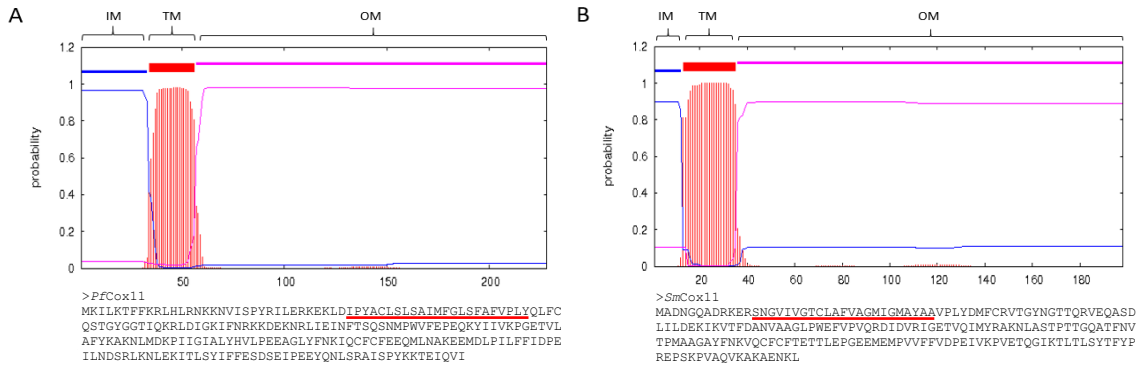 A
IM TM OM
1.2
1
0.8
0.6
0.4
0.2
0
probability
50 100 150 200
>PfCox11
MKILKTFFKRLHLRNKKNVISPYRILERKEKLDIPYACLSLSAIMFGLSFAFVPLYQLFC
QSTGYGGTIQKRLDIGKIFNRKKDEKNRLIEINFTSQSNMPWVFEPEQKYIIVKPGETVL
AFYKAKNLMDKPIIGIALYHVLPEEAGLYFNKIQCFCFEEQMLNAKEEMDLPILFFIDPE
ILNDSRLKNLEKITLSYIFFESDSEIPEEYQNLSRAISPYKKTEIQVI
B
IM TM OM
1.2
1
0.8
0.6
0.4
0.2
0
probability
20 40 60 80 100 120 140 160 180
>SmCox11
MADNGQADRKERSNGVIVGTCLAFVAGMIGMAYAAVPLYDMFCRVTGYNGTTQRVEQASD
LILDEKIKVTFDANVAAGLPWEFVPVQRDIDVRIGETVQIMYRAKNLASTPTTGQATFNV
TPMAAGAYFNKVQCFCFTETTLEPGEEMEMPVVFFVDPEIVKPVETQGIKTLTLSYTFYP
REPSKPVAQVKAKAENKL